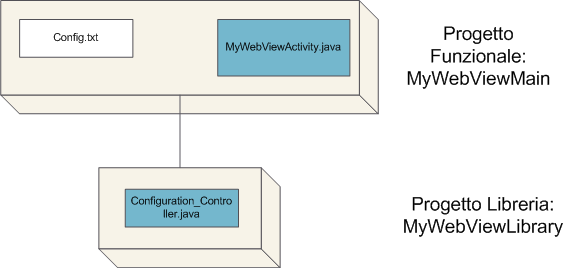 Config.txt
MyWebViewActivity.java
Progetto
Funzionale:
MyWebViewMain
Configuration_Contro
ller.java
Progetto Libreria:
MyWebViewLibrary